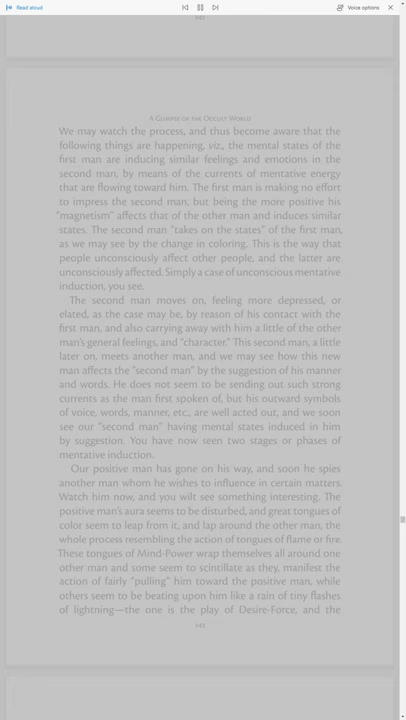 Read aloud
Voice options
142
A Glimpse of the Occult World
We may watch the process, and thus become aware that the
following things are happening, viz., the mental states of the
first man are inducing similar feelings and emotions in the
second man, by means of the currents of mentative energy
that are flowing toward him. The first man is making no effort
to impress the second man, but being the more positive his
"magnetism" affects that of the other man and induces similar
states. The second man "takes on the states" of the first man,
as we may see by the change in coloring. This is the way that
people unconsciously affect other people, and the latter are
unconsciously affected. Simply a case of unconscious mentative
induction, you see.
The second man moves on, feeling more depressed, or
elated, as the case may be, by reason of his contact with the
first man, and also carrying away with him a little of the other
man's general feelings, and "character." This second man, a little
later on, meets another man, and we may see how this new
man affects the "second man" by the suggestion of his manner
and words. He does not seem to be sending out such strong
currents as the man first spoken of, but his outward symbols
of voice, words, manner, etc., are well acted out, and we soon
see our "second man" having mental states induced in him
by suggestion. You have now seen two stages or phases of
mentative induction.
Our positive man has gone on his way, and soon he spies
another man whom he wishes to influence in certain matters.
Watch him now, and you wilt see something interesting. The
positive man's aura seems to be disturbed, and great tongues of
color seem to leap from it, and lap around the other man, the
whole process resembling the action of tongues of flame or fire.
These tongues of Mind-Power wrap themselves all around one
other man and some seem to scintillate as they, manifest the
action of fairly "pulling" him toward the positive man, while
others seem to be beating upon him like a rain of tiny flashes
of lightning—the one is the play of Desire-Force, and the
143